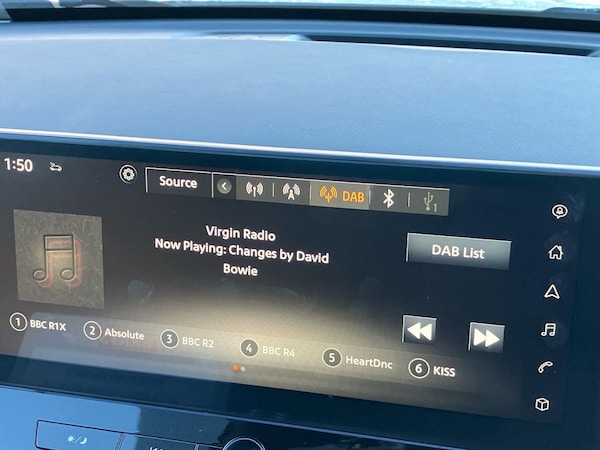 1:50
Source
DAB
1
Virgin Radio
Now Playing: Changes by David
Bowie
DAB List
1 BBC R1X
2 Absolute
3 BBC R2
4 BBC R4
5 HeartDnc
6 KISS